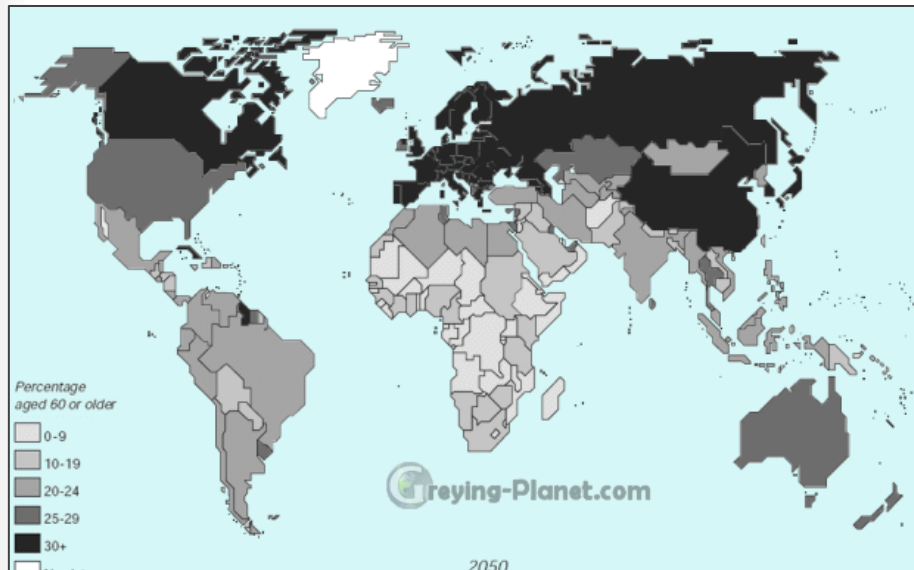 Percentage
aged 60 or older
0-9
10-19
20-24
25-29
30+
Greying-Planet.com
2050